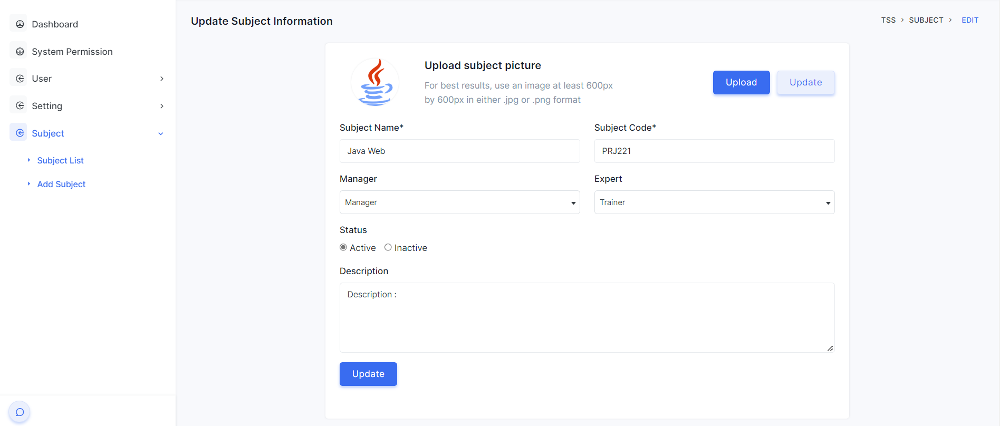 Dashboard
System Permission
User
Setting
Subject
Subject List
Add Subject
Update Subject Information
TSS > SUBJECT > EDIT
Upload subject picture
For best results, use an image at least 600px
by 600px in either .jpg or .png format
Upload
Update
Subject Name*
Subject Code*
Java Web
PRJ221
Manager
Expert
Manager
Trainer
Status
Active
Inactive
Description
Description :
Update